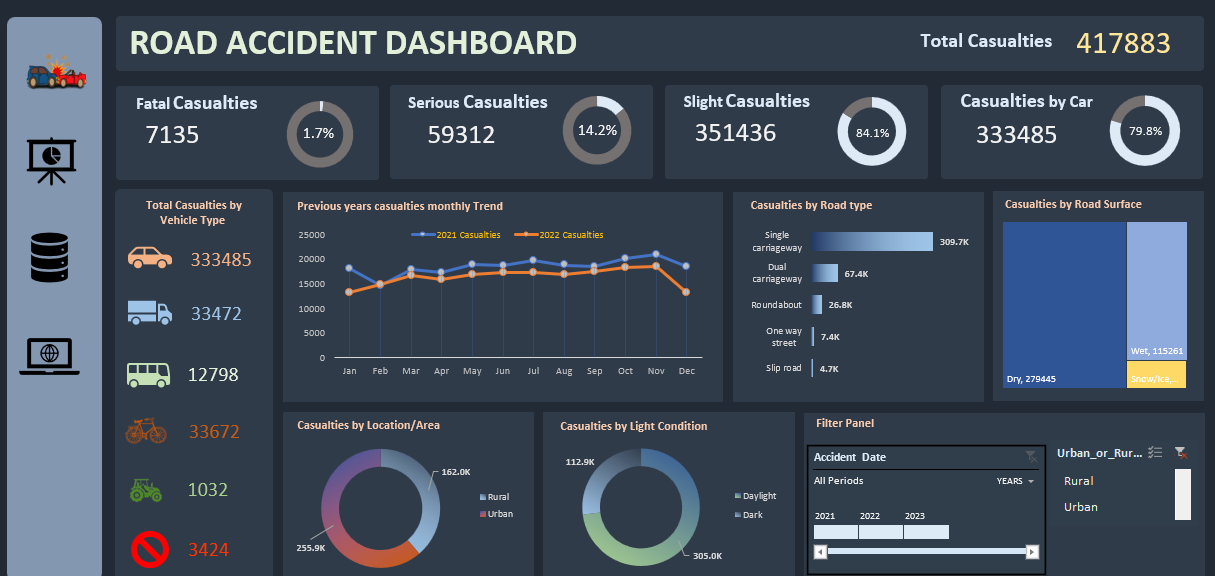 ROAD ACCIDENT DASHBOARD
Total Casualties 417883
Fatal Casualties
7135
1.7%
Serious Casualties
59312
14.2%
Slight Casualties
351436
84.1%
Casualties by Car
333485
79.8%
Total Casualties by
Vehicle Type
333485
33472
12798
33672
1032
3424
Previous years casualties monthly Trend
2021 Casualties 2022 Casualties
25000
20000
15000
10000
5000
0
Jan Feb Mar Apr May Jun Jul Aug Sep Oct Nov Dec
Casualties by Road type
Single
carriageway
309.7K
Dual
carriageway
67.4K
Roundabout 26.8K
One way
street
7.4K
Slip road 4.7K
Casualties by Road Surface
Dry, 279445
Wet, 115261
Snow/Ice,...
Casualties by Location/Area
162.0K
255.9K
Rural
Urban
Casualties by Light Condition
112.9K
305.0K
Daylight
Dark
Filter Panel
Accident Date
All Periods YEARS
2021 2022 2023
Urban_or_Rur...
Rural
Urban